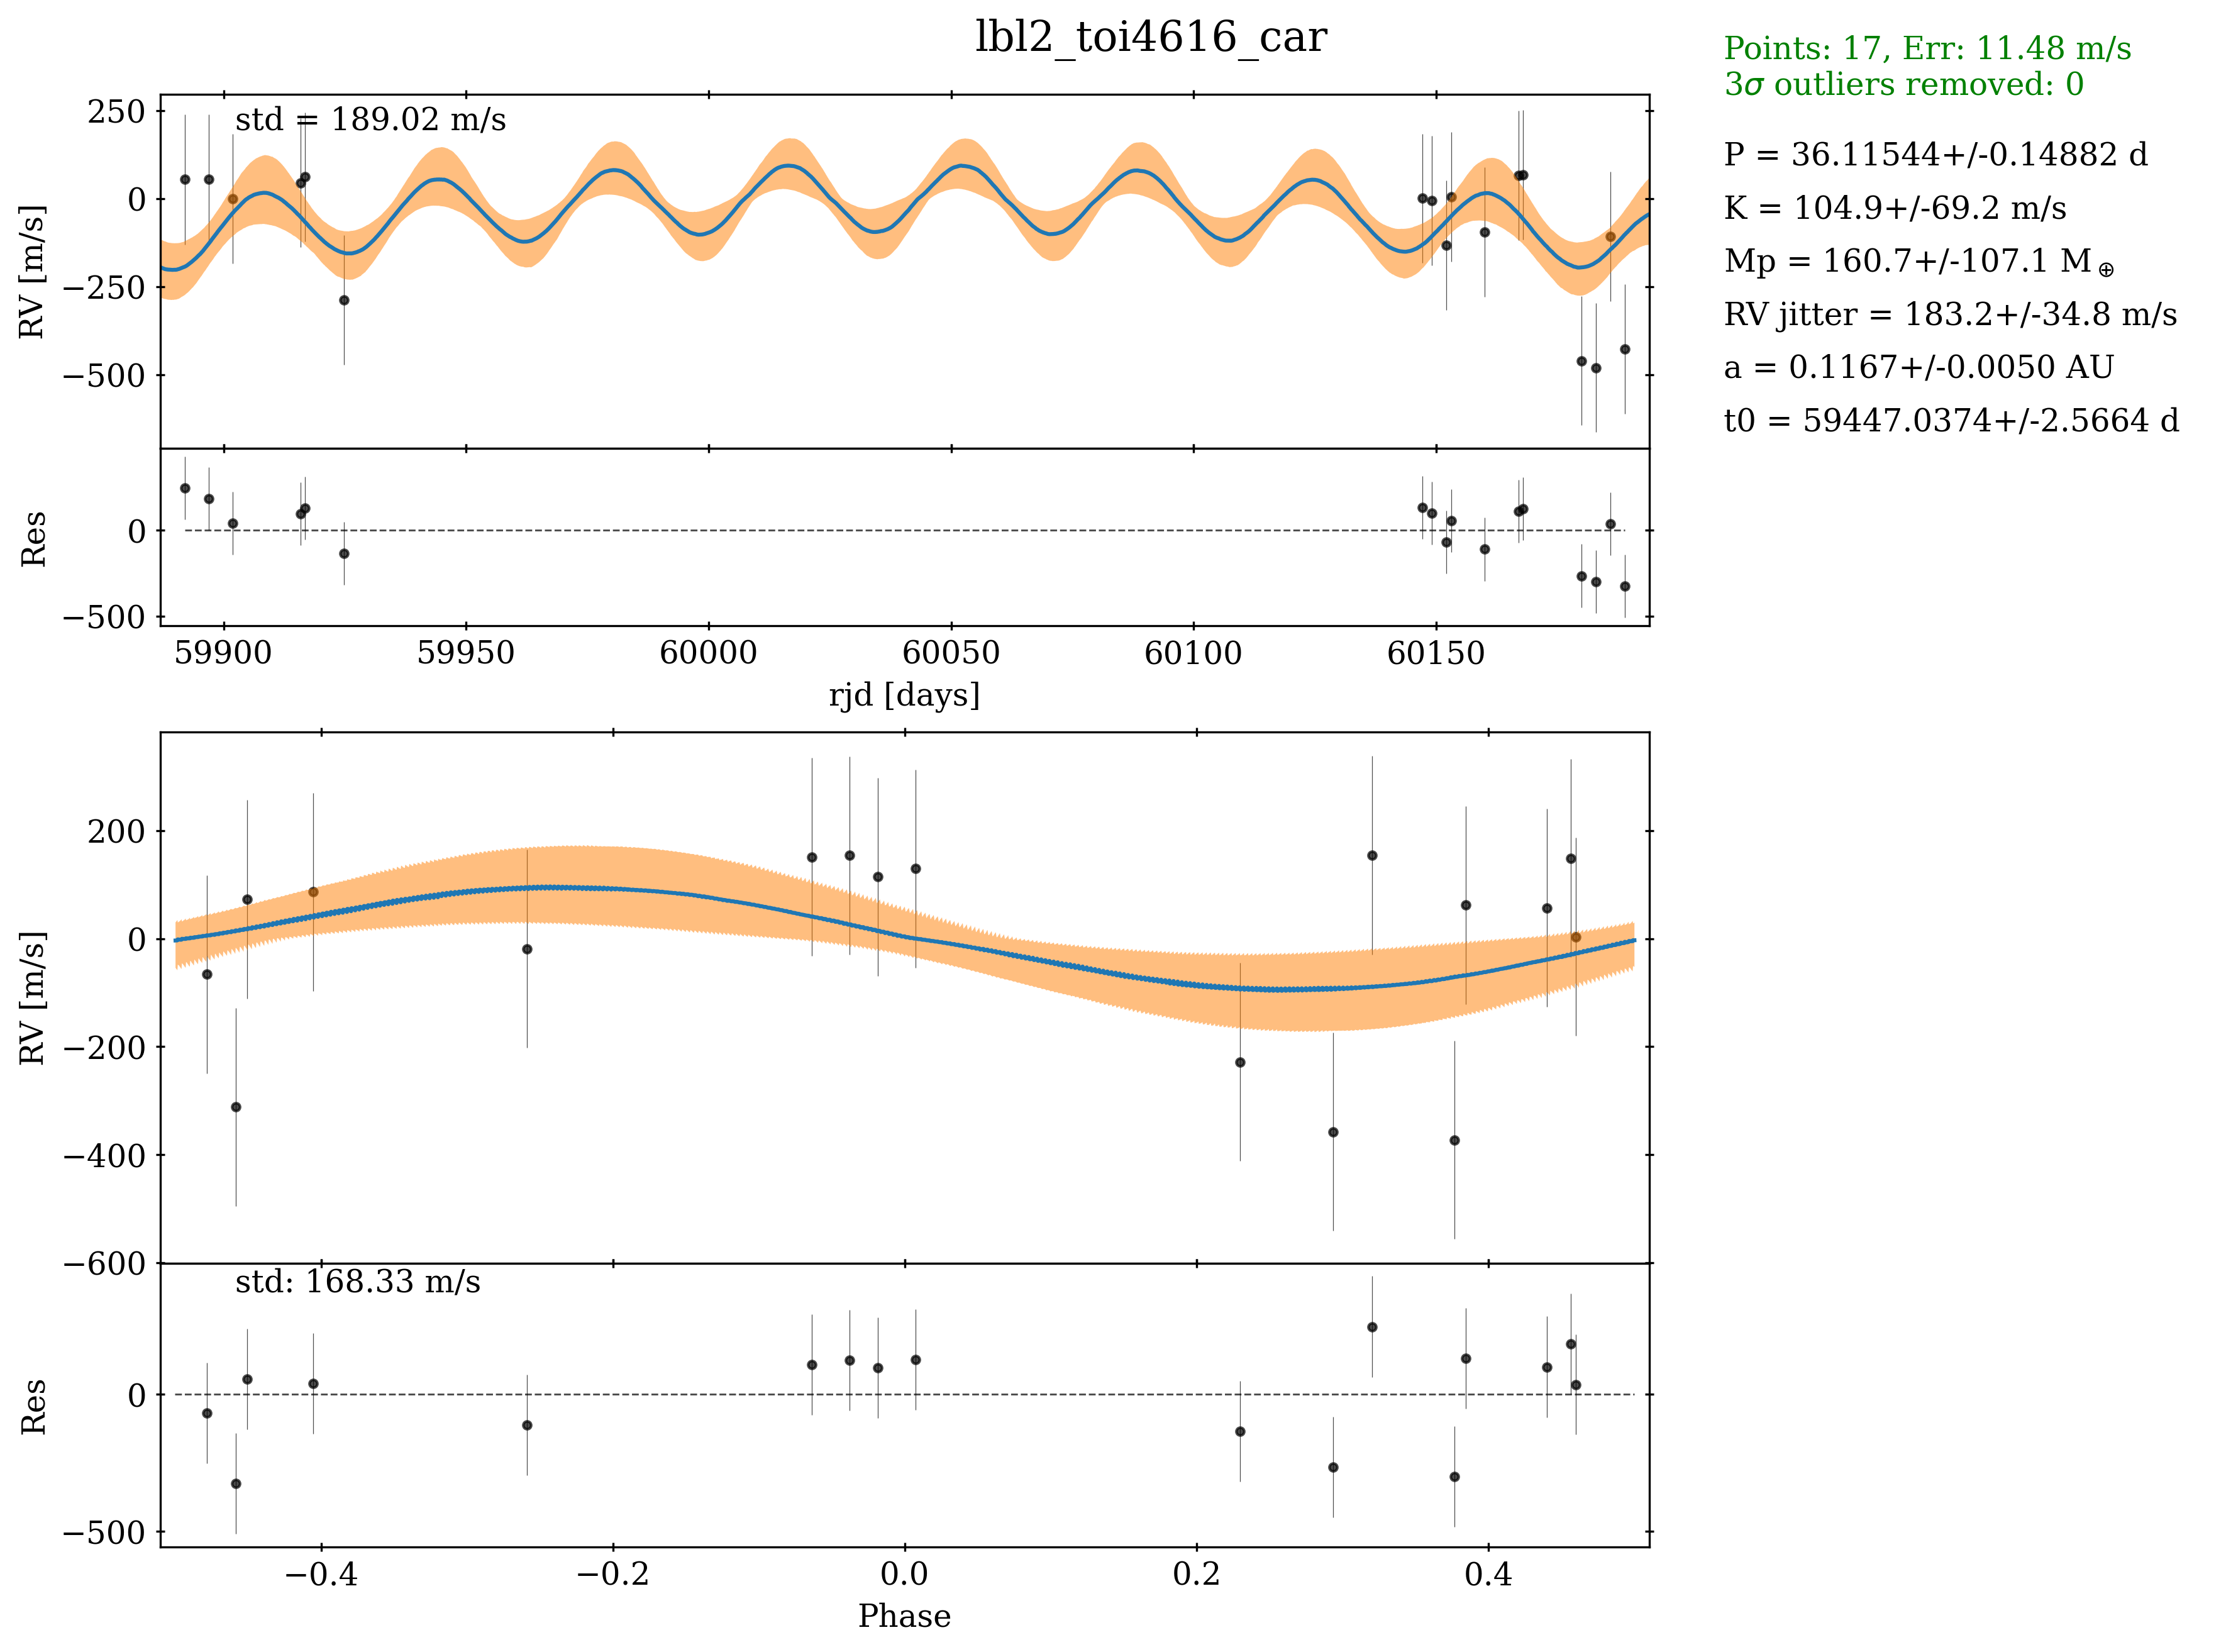 lbl2_toi4616_car
Points: 17, Err: 11.48 m/s
3σ outliers removed: 0
P = 36.11544+/-0.14882 d
K = 104.9+/-69.2 m/s
Mp = 160.7+/-107.1 M⊕
RV jitter = 183.2+/-34.8 m/s
a = 0.1167+/-0.0050 AU
t0 = 59447.0374+/-2.5664 d
std = 189.02 m/s
250
0
−250
−500
RV [m/s]
0
−500
Res
59900 59950 60000 60050 60100 60150
rjd [days]
200
0
−200
−400
−600
RV [m/s]
std: 168.33 m/s
0
−500
Res
−0.4 −0.2 0.0 0.2 0.4
Phase